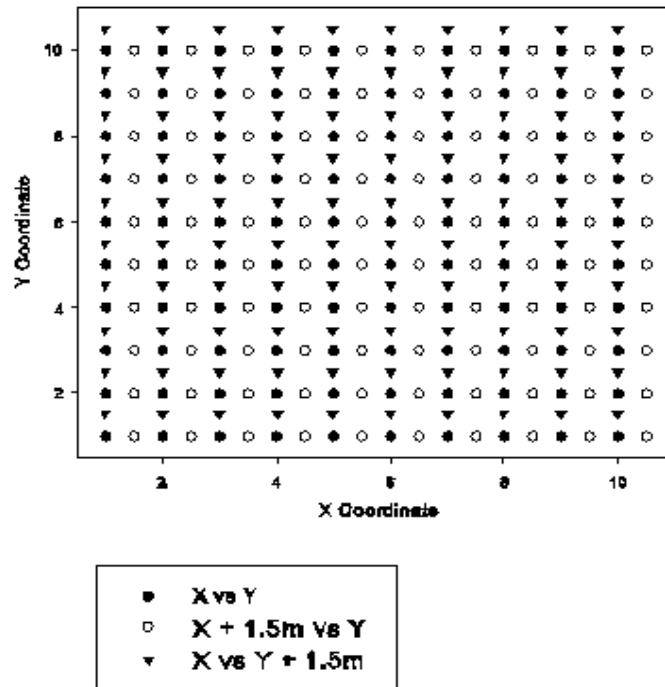 10
8
6
4
2
Y Coordinate
2 4 6 8 10
X Coordinate
X vs Y
X + 1.5m vs Y
X vs Y + 1.5m